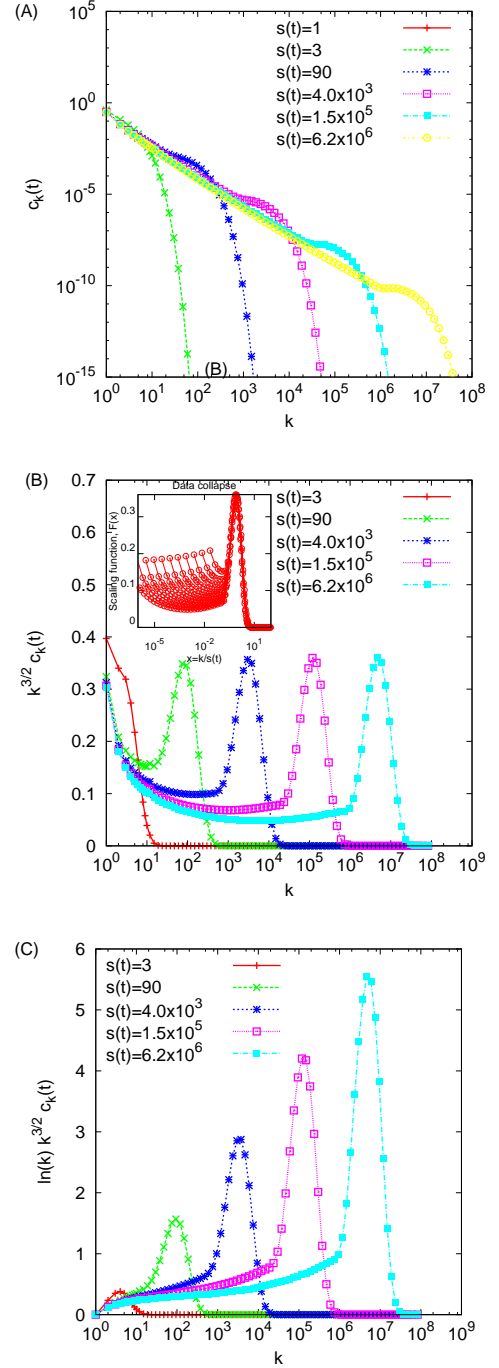 (A)
10^5
10^0
10^-5
10^-10
10^-15
c_k(t)
s(t)=1
s(t)=3
s(t)=90
s(t)=4.0x10^3
s(t)=1.5x10^5
s(t)=6.2x10^6
(B)
10^0 10^1 10^2 10^3 10^4 10^5 10^6 10^7 10^8
k
(B)
0.7
0.6
0.5
0.4
0.3
0.2
0.1
0
k^3/2 c_k(t)
Data collapse
Scaling function, F(x)
0.3
0.2
0.1
0
10^-5 10^-2 10^1
x=k/s(t)
s(t)=3
s(t)=90
s(t)=4.0x10^3
s(t)=1.5x10^5
s(t)=6.2x10^6
10^0 10^1 10^2 10^3 10^4 10^5 10^6 10^7 10^8 10^9
k
(C)
6
5
4
3
2
1
0
ln(k) k^3/2 c_k(t)
s(t)=3
s(t)=90
s(t)=4.0x10^3
s(t)=1.5x10^5
s(t)=6.2x10^6
10^0 10^1 10^2 10^3 10^4 10^5 10^6 10^7 10^8 10^9
k